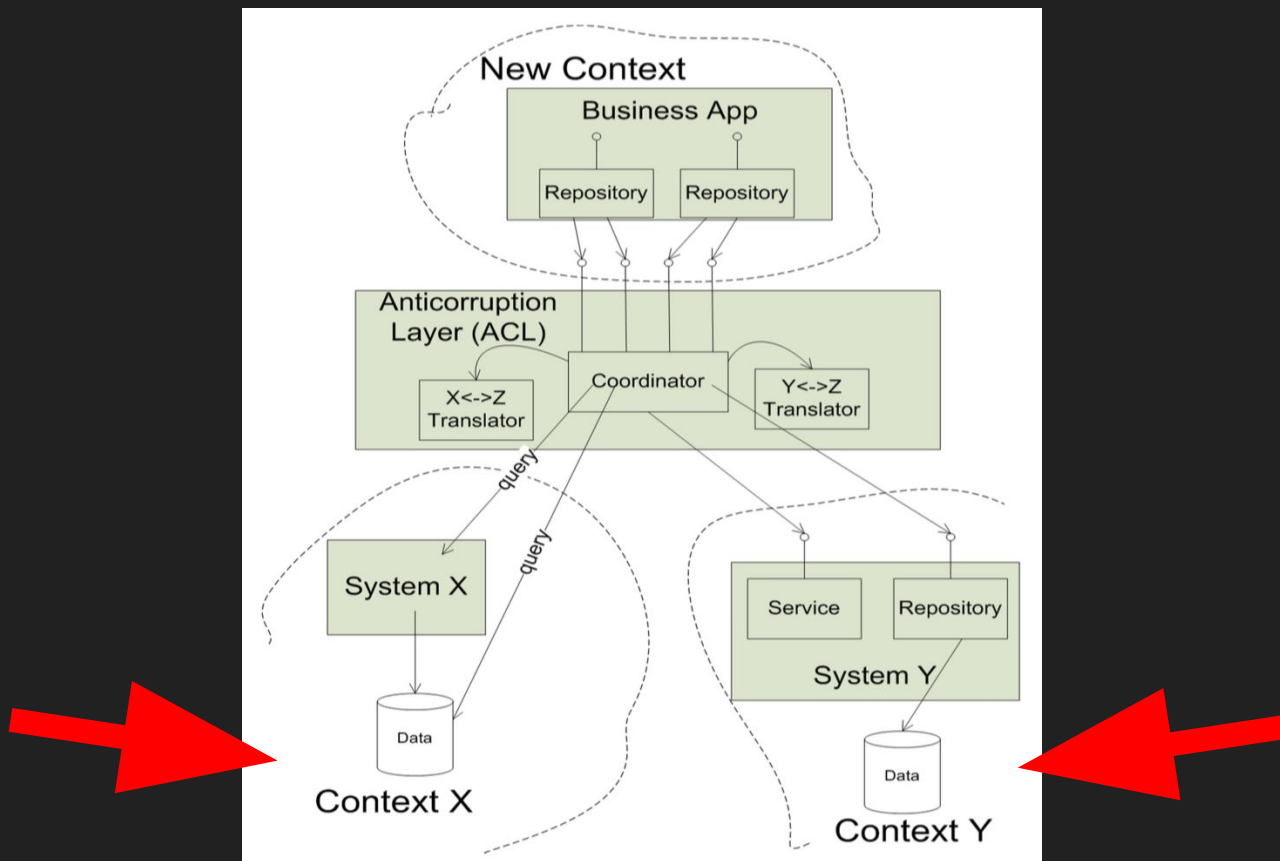 New Context
Business App
Repository
Repository
Anticorruption
Layer (ACL)
Coordinator
X<->Z
Translator
Y<->Z
Translator
query
query
System X
Service
Repository
System Y
Data
Data
Context X
Context Y